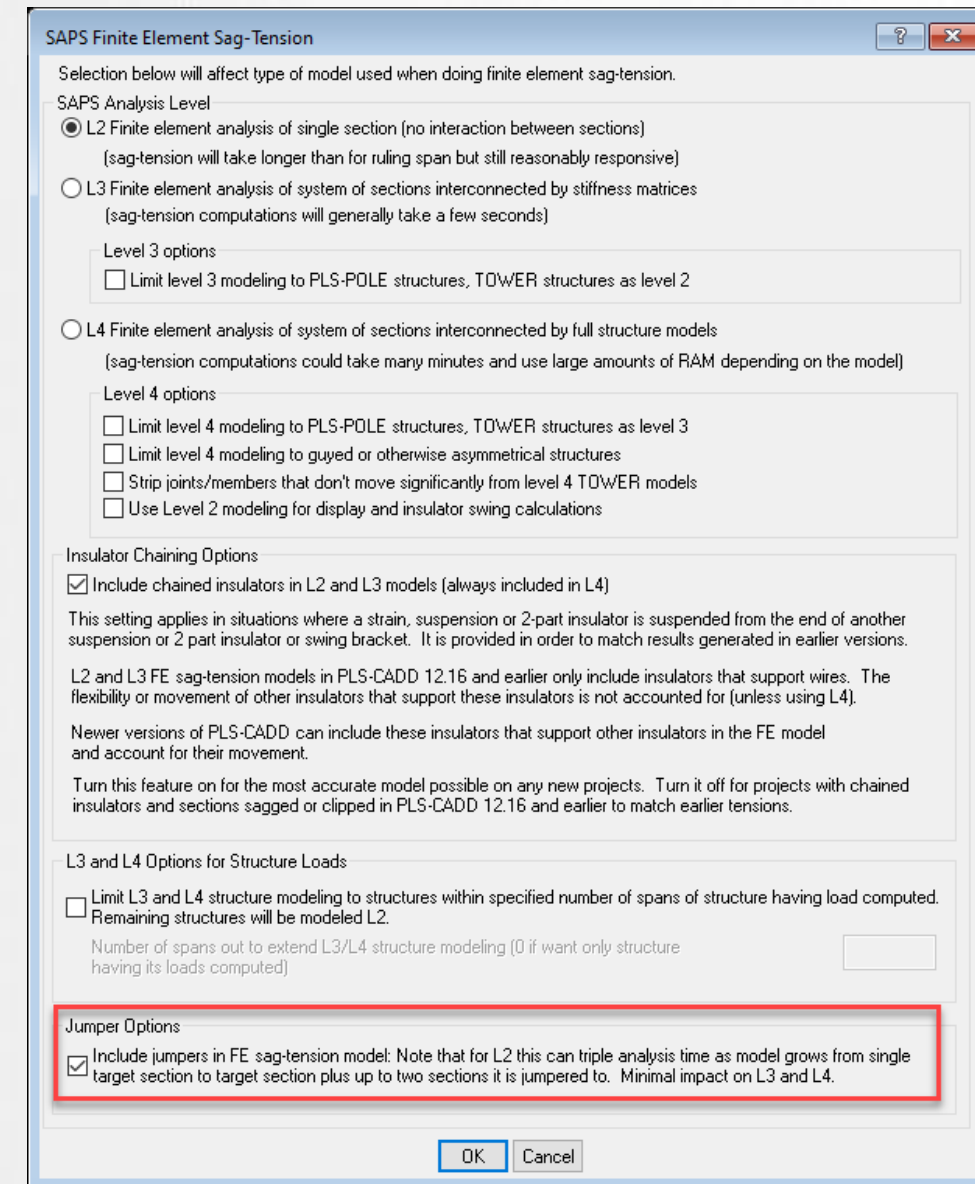 SAPS Finite Element Sag-Tension
?
Selection below will affect type of model used when doing finite element sag-tension.
SAPS Analysis Level
L2 Finite element analysis of single section (no interaction between sections)
(sag-tension will take longer than for ruling span but still reasonably responsive)
L3 Finite element analysis of system of sections interconnected by stiffness matrices
(sag-tension computations will generally take a few seconds)
Level 3 options
Limit level 3 modeling to PLS-POLE structures, TOWER structures as level 2
L4 Finite element analysis of system of sections interconnected by full structure models
(sag-tension computations could take many minutes and use large amounts of RAM depending on the model)
Level 4 options
Limit level 4 modeling to PLS-POLE structures, TOWER structures as level 3
Limit level 4 modeling to guyed or otherwise asymmetrical structures
Strip joints/members that don't move significantly from level 4 TOWER models
Use Level 2 modeling for display and insulator swing calculations
Insulator Chaining Options
Include chained insulators in L2 and L3 models (always included in L4)
This setting applies in situations where a strain, suspension or 2-part insulator is suspended from the end of another
suspension or 2 part insulator or swing bracket. It is provided in order to match results generated in earlier versions.
L2 and L3 FE sag-tension models in PLS-CADD 12.16 and earlier only include insulators that support wires. The
flexibility or movement of other insulators that support these insulators is not accounted for (unless using L4).
Newer versions of PLS-CADD can include these insulators that support other insulators in the FE model
and account for their movement.
Turn this feature on for the most accurate model possible on any new projects. Turn it off for projects with chained
insulators and sections sagged or clipped in PLS-CADD 12.16 and earlier to match earlier tensions.
L3 and L4 Options for Structure Loads
Limit L3 and L4 structure modeling to structures within specified number of spans of structure having load computed.
Remaining structures will be modeled L2.
Number of spans out to extend L3/L4 structure modeling (0 if want only structure
having its loads computed)
Jumper Options
Include jumpers in FE sag-tension model: Note that for L2 this can triple analysis time as model grows from single
target section to target section plus up to two sections it is jumpered to. Minimal impact on L3 and L4.
OK
Cancel